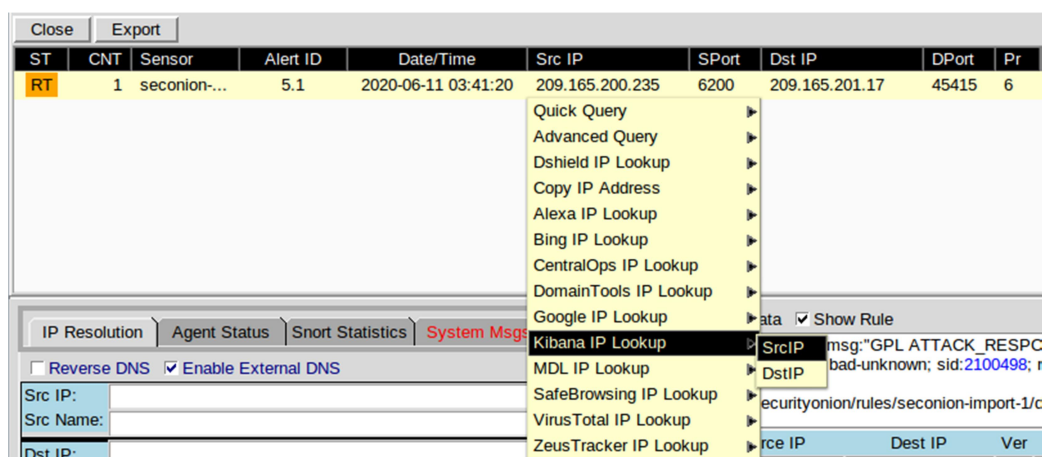 Close Export
ST CNT Sensor Alert ID Date/Time Src IP SPort Dst IP DPort Pr
RT 1 seconion-... 5.1 2020-06-11 03:41:20 209.165.200.235 6200 209.165.201.17 45415 6
Quick Query
Advanced Query
Dshield IP Lookup
Copy IP Address
Alexa IP Lookup
Bing IP Lookup
CentralOps IP Lookup
DomainTools IP Lookup
Google IP Lookup
Kibana IP Lookup
MDL IP Lookup
SafeBrowsing IP Lookup
VirusTotal IP Lookup
ZeusTracker IP Lookup
SrcIP
DstIP
IP Resolution Agent Status Snort Statistics System Msgs
Reverse DNS Enable External DNS
Src IP:
Src Name:
Dst IP:
ata Show Rule
msg:"GPL ATTACK_RESPO
bad-unknown; sid:2100498; r
ecurityonion/rules/seconion-import-1/d
rce IP Dest IP Ver